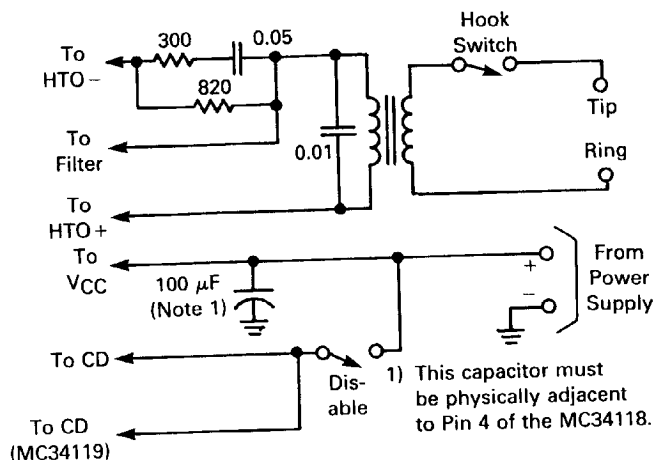 To
HTO–
300
0.05
820
Hook
Switch
Tip
To
Filter
0.01
Ring
To
HTO+
To
VCC
100 μF
(Note 1)
+
–
From
Power
Supply
To CD
Dis-
able
1) This capacitor must
be physically adjacent
to Pin 4 of the MC34118.
To CD
(MC34119)